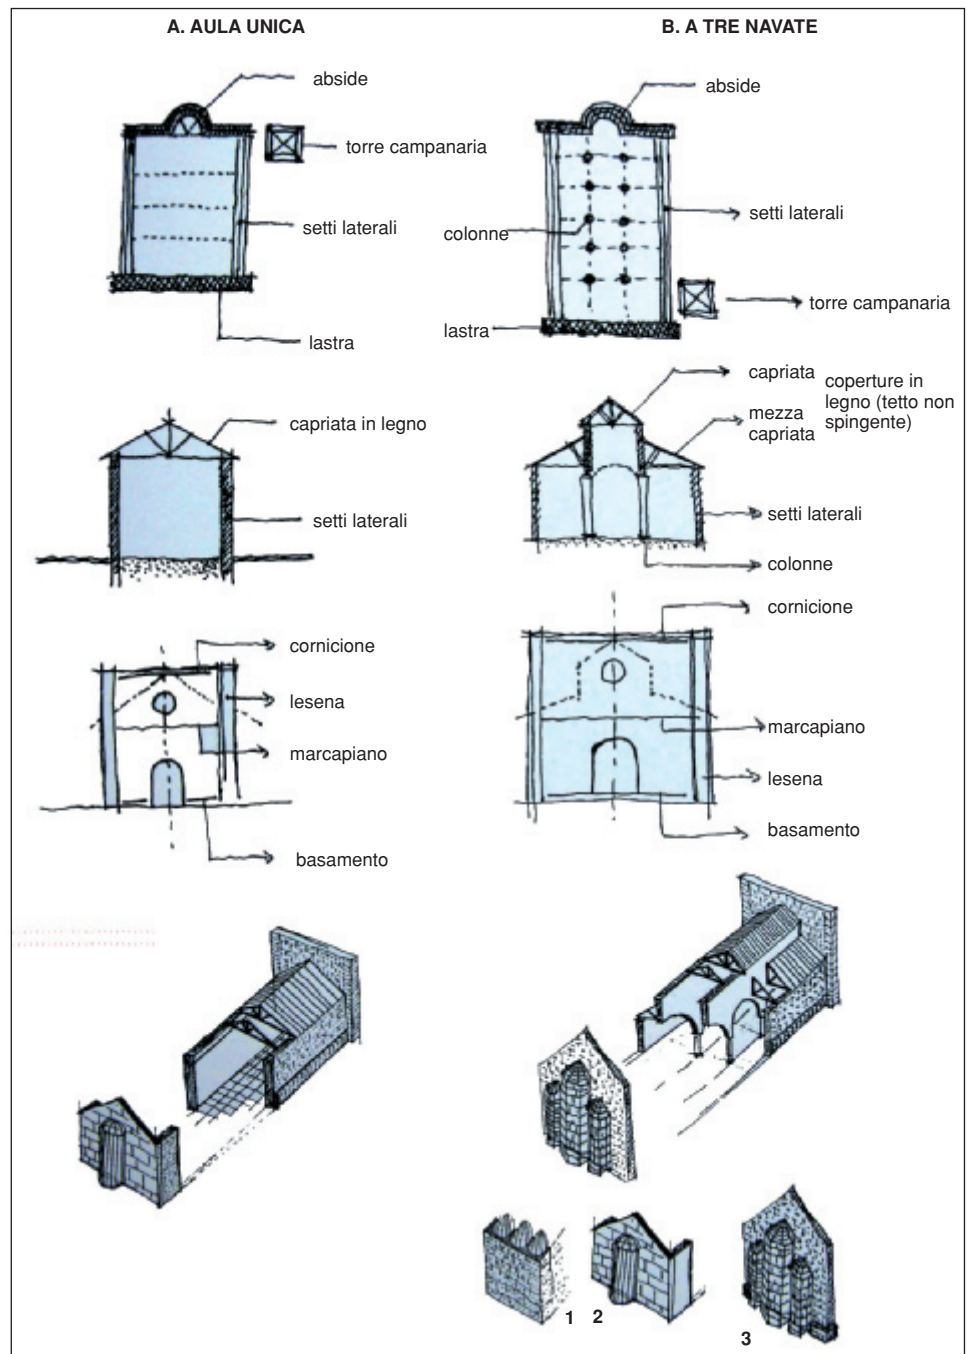 A. AULA UNICA
abside
torre campanaria
setti laterali
lastra
capriata in legno
setti laterali
cornicione
lesena
marcapiano
basamento
B. A TRE NAVATE
abside
setti laterali
colonne
torre campanaria
lastra
capriata
mezza
capriata
coperture in
legno (tetto non
spingente)
setti laterali
colonne
cornicione
marcapiano
lesena
basamento
1
2
3